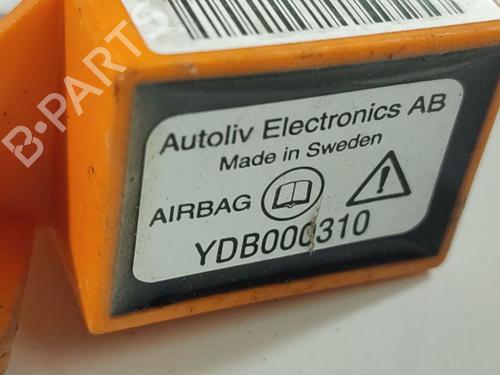 B-PARTS
Autoliv Electronics AB
Made in Sweden
AIRBAG
YDB000310